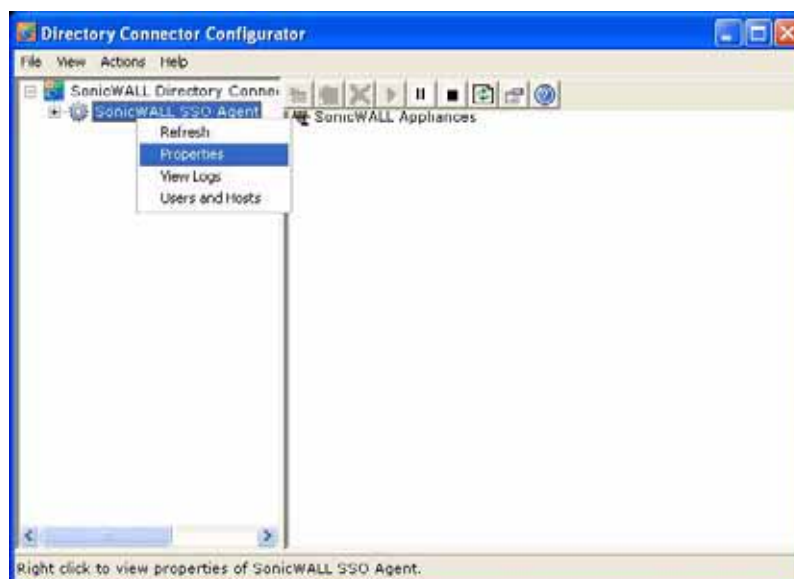 Directory Connector Configurator
File View Actions Help
SonicWALL Directory Connec
SonicWALL SSO Agent
SonicWALL Appliances
Refresh
Properties
View Logs
Users and Hosts
Right click to view properties of SonicWALL SSO Agent.